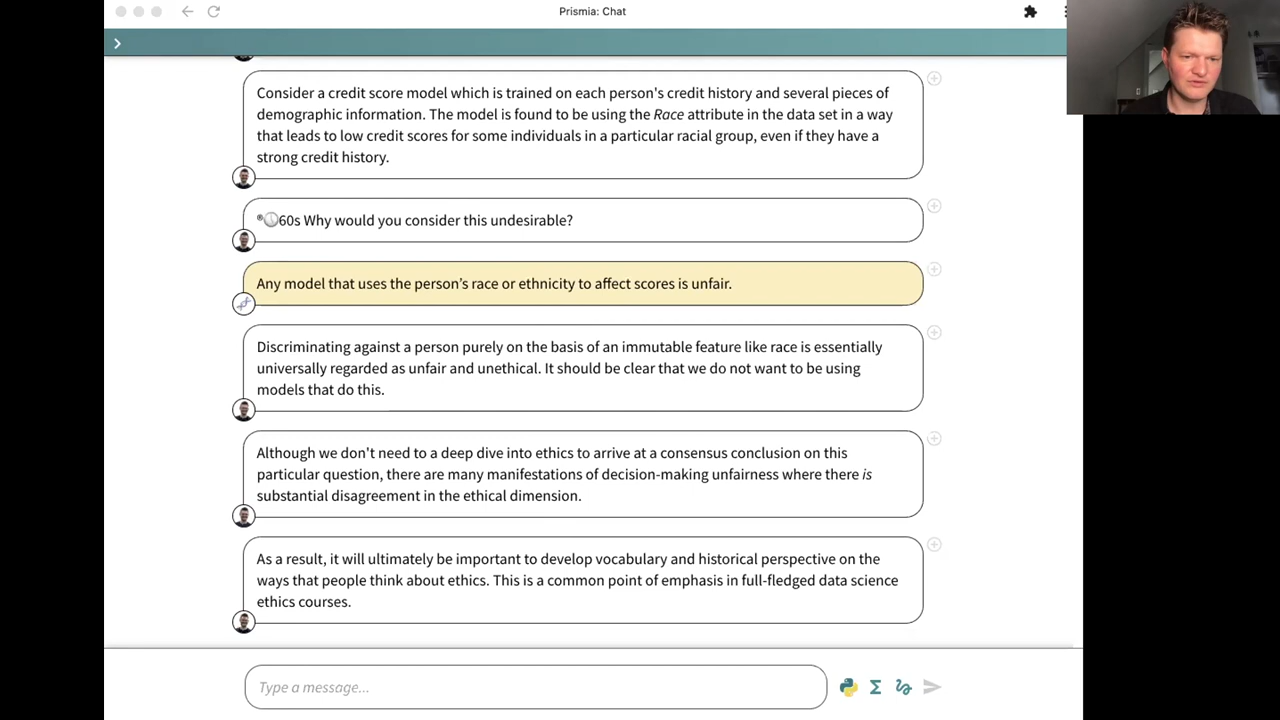 Prismia: Chat
Consider a credit score model which is trained on each person's credit history and several pieces of
demographic information. The model is found to be using the Race attribute in the data set in a way
that leads to low credit scores for some individuals in a particular racial group, even if they have a
strong credit history.
60s Why would you consider this undesirable?
Any model that uses the person’s race or ethnicity to affect scores is unfair.
Discriminating against a person purely on the basis of an immutable feature like race is essentially
universally regarded as unfair and unethical. It should be clear that we do not want to be using
models that do this.
Although we don't need to a deep dive into ethics to arrive at a consensus conclusion on this
particular question, there are many manifestations of decision-making unfairness where there is
substantial disagreement in the ethical dimension.
As a result, it will ultimately be important to develop vocabulary and historical perspective on the
ways that people think about ethics. This is a common point of emphasis in full-fledged data science
ethics courses.
Type a message...